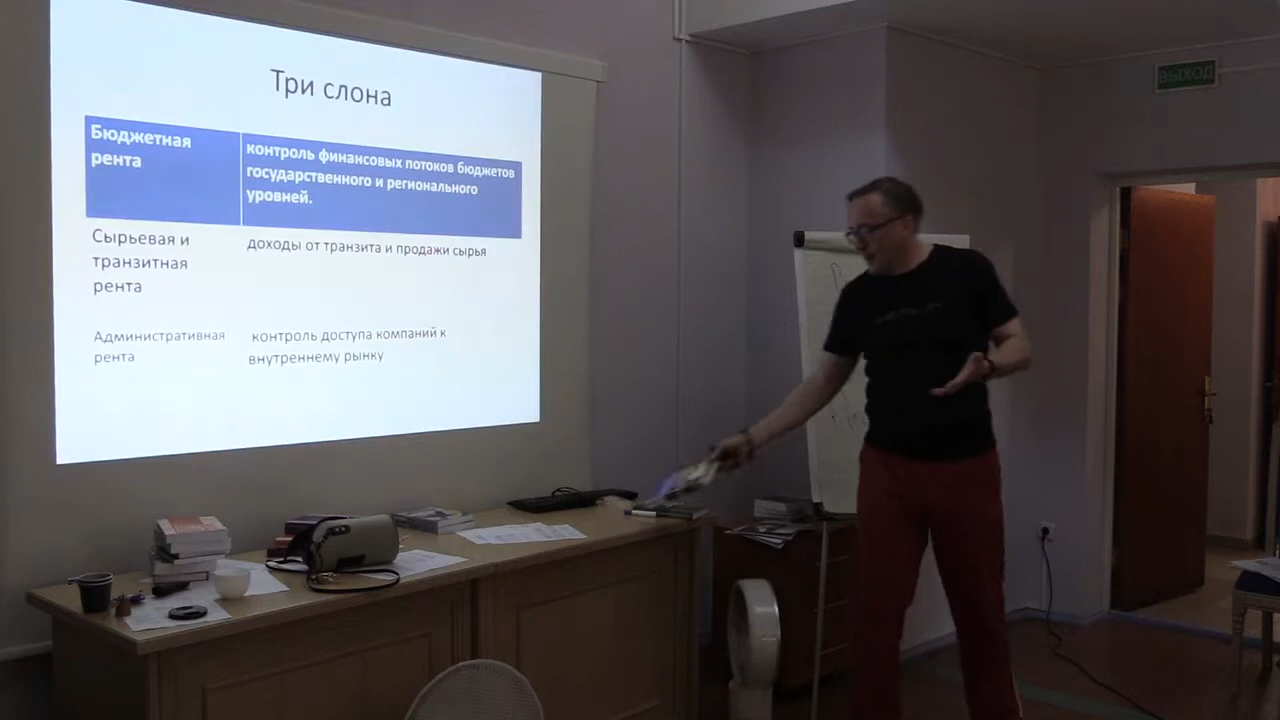 Три слона
Бюджетная
рента
контроль финансовых потоков бюджетов
государственного и регионального
уровней.
Сырьевая и
транзитная
рента
доходы от транзита и продажи сырья
Административная
рента
контроль доступа компаний к
внутреннему рынку
ВЫХОД